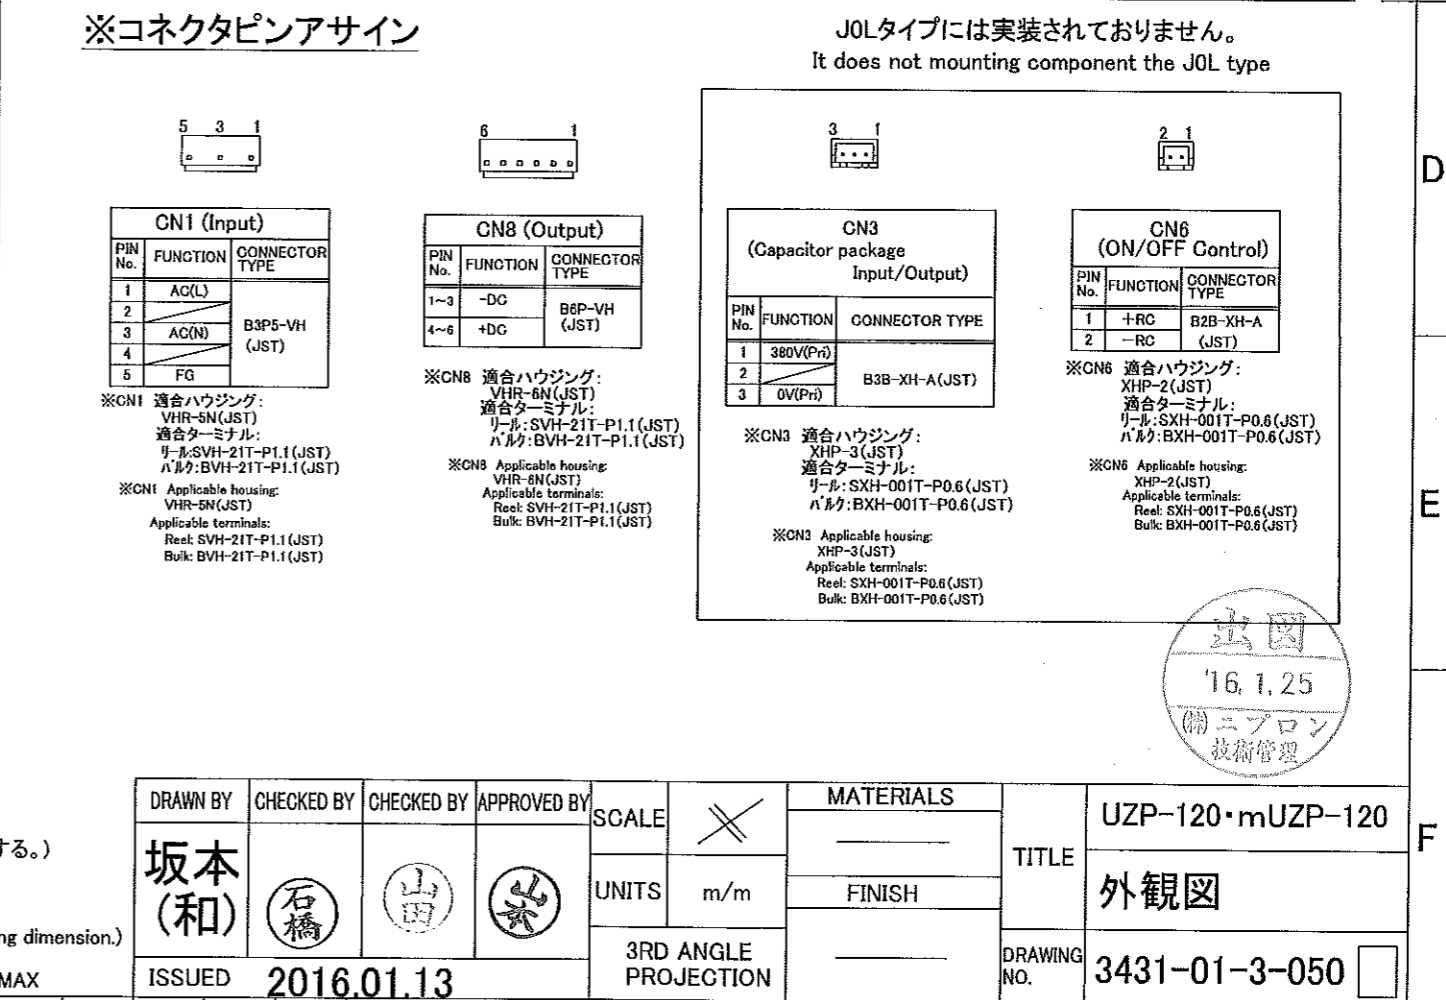 ※コネクタピンアサイン
JOLタイプには実装されておりません。
It does not mounting component the JOL type
5 3 1
CN1 (Input)
PIN No. FUNCTION CONNECTOR TYPE
1 AC(L)
2
3 AC(N)
4
5 FG
B3P5-VH
(JST)
※CN1 適合ハウジング:
VHR-5N(JST)
適合ターミナル:
リール:SVH-21T-P1.1(JST)
バルク:BVH-21T-P1.1(JST)
※CN1 Applicable housing:
VHR-5N(JST)
Applicable terminals:
Reel: SVH-21T-P1.1(JST)
Bulk: BVH-21T-P1.1(JST)
6 1
CN8 (Output)
PIN No. FUNCTION CONNECTOR TYPE
1~3 -DC
4~6 +DC
B6P-VH
(JST)
※CN8 適合ハウジング:
VHR-6N(JST)
適合ターミナル:
リール:SVH-21T-P1.1(JST)
バルク:BVH-21T-P1.1(JST)
※CN8 Applicable housing:
VHR-6N(JST)
Applicable terminals:
Reel: SVH-21T-P1.1(JST)
Bulk: BVH-21T-P1.1(JST)
3 1
CN3
(Capacitor package
Input/Output)
PIN No. FUNCTION CONNECTOR TYPE
1 380V(Pri)
2
3 0V(Pri)
B3B-XH-A(JST)
※CN3 適合ハウジング:
XHP-3(JST)
適合ターミナル:
リール:SXH-001T-P0.6(JST)
バルク:BXH-001T-P0.6(JST)
※CN3 Applicable housing:
XHP-3(JST)
Applicable terminals:
Reel: SXH-001T-P0.6(JST)
Bulk: BXH-001T-P0.6(JST)
2 1
CN6
(ON/OFF Control)
PIN No. FUNCTION CONNECTOR TYPE
1 +RC
2 -RC
B2B-XH-A
(JST)
※CN6 適合ハウジング:
XHP-2(JST)
適合ターミナル:
リール:SXH-001T-P0.6(JST)
バルク:BXH-001T-P0.6(JST)
※CN6 Applicable housing:
XHP-2(JST)
Applicable terminals:
Reel: SXH-001T-P0.6(JST)
Bulk: BXH-001T-P0.6(JST)
D
E
F
出図
'16.1.25
(株)ニプロン
技術管理
する。)
ng dimension.)
MAX
DRAWN BY CHECKED BY CHECKED BY APPROVED BY
坂本
(和)
石橋
山田
ISSUED 2016.01.13
SCALE
UNITS m/m
3RD ANGLE
PROJECTION
MATERIALS
FINISH
TITLE
UZP-120・mUZP-120
外観図
DRAWING NO. 3431-01-3-050